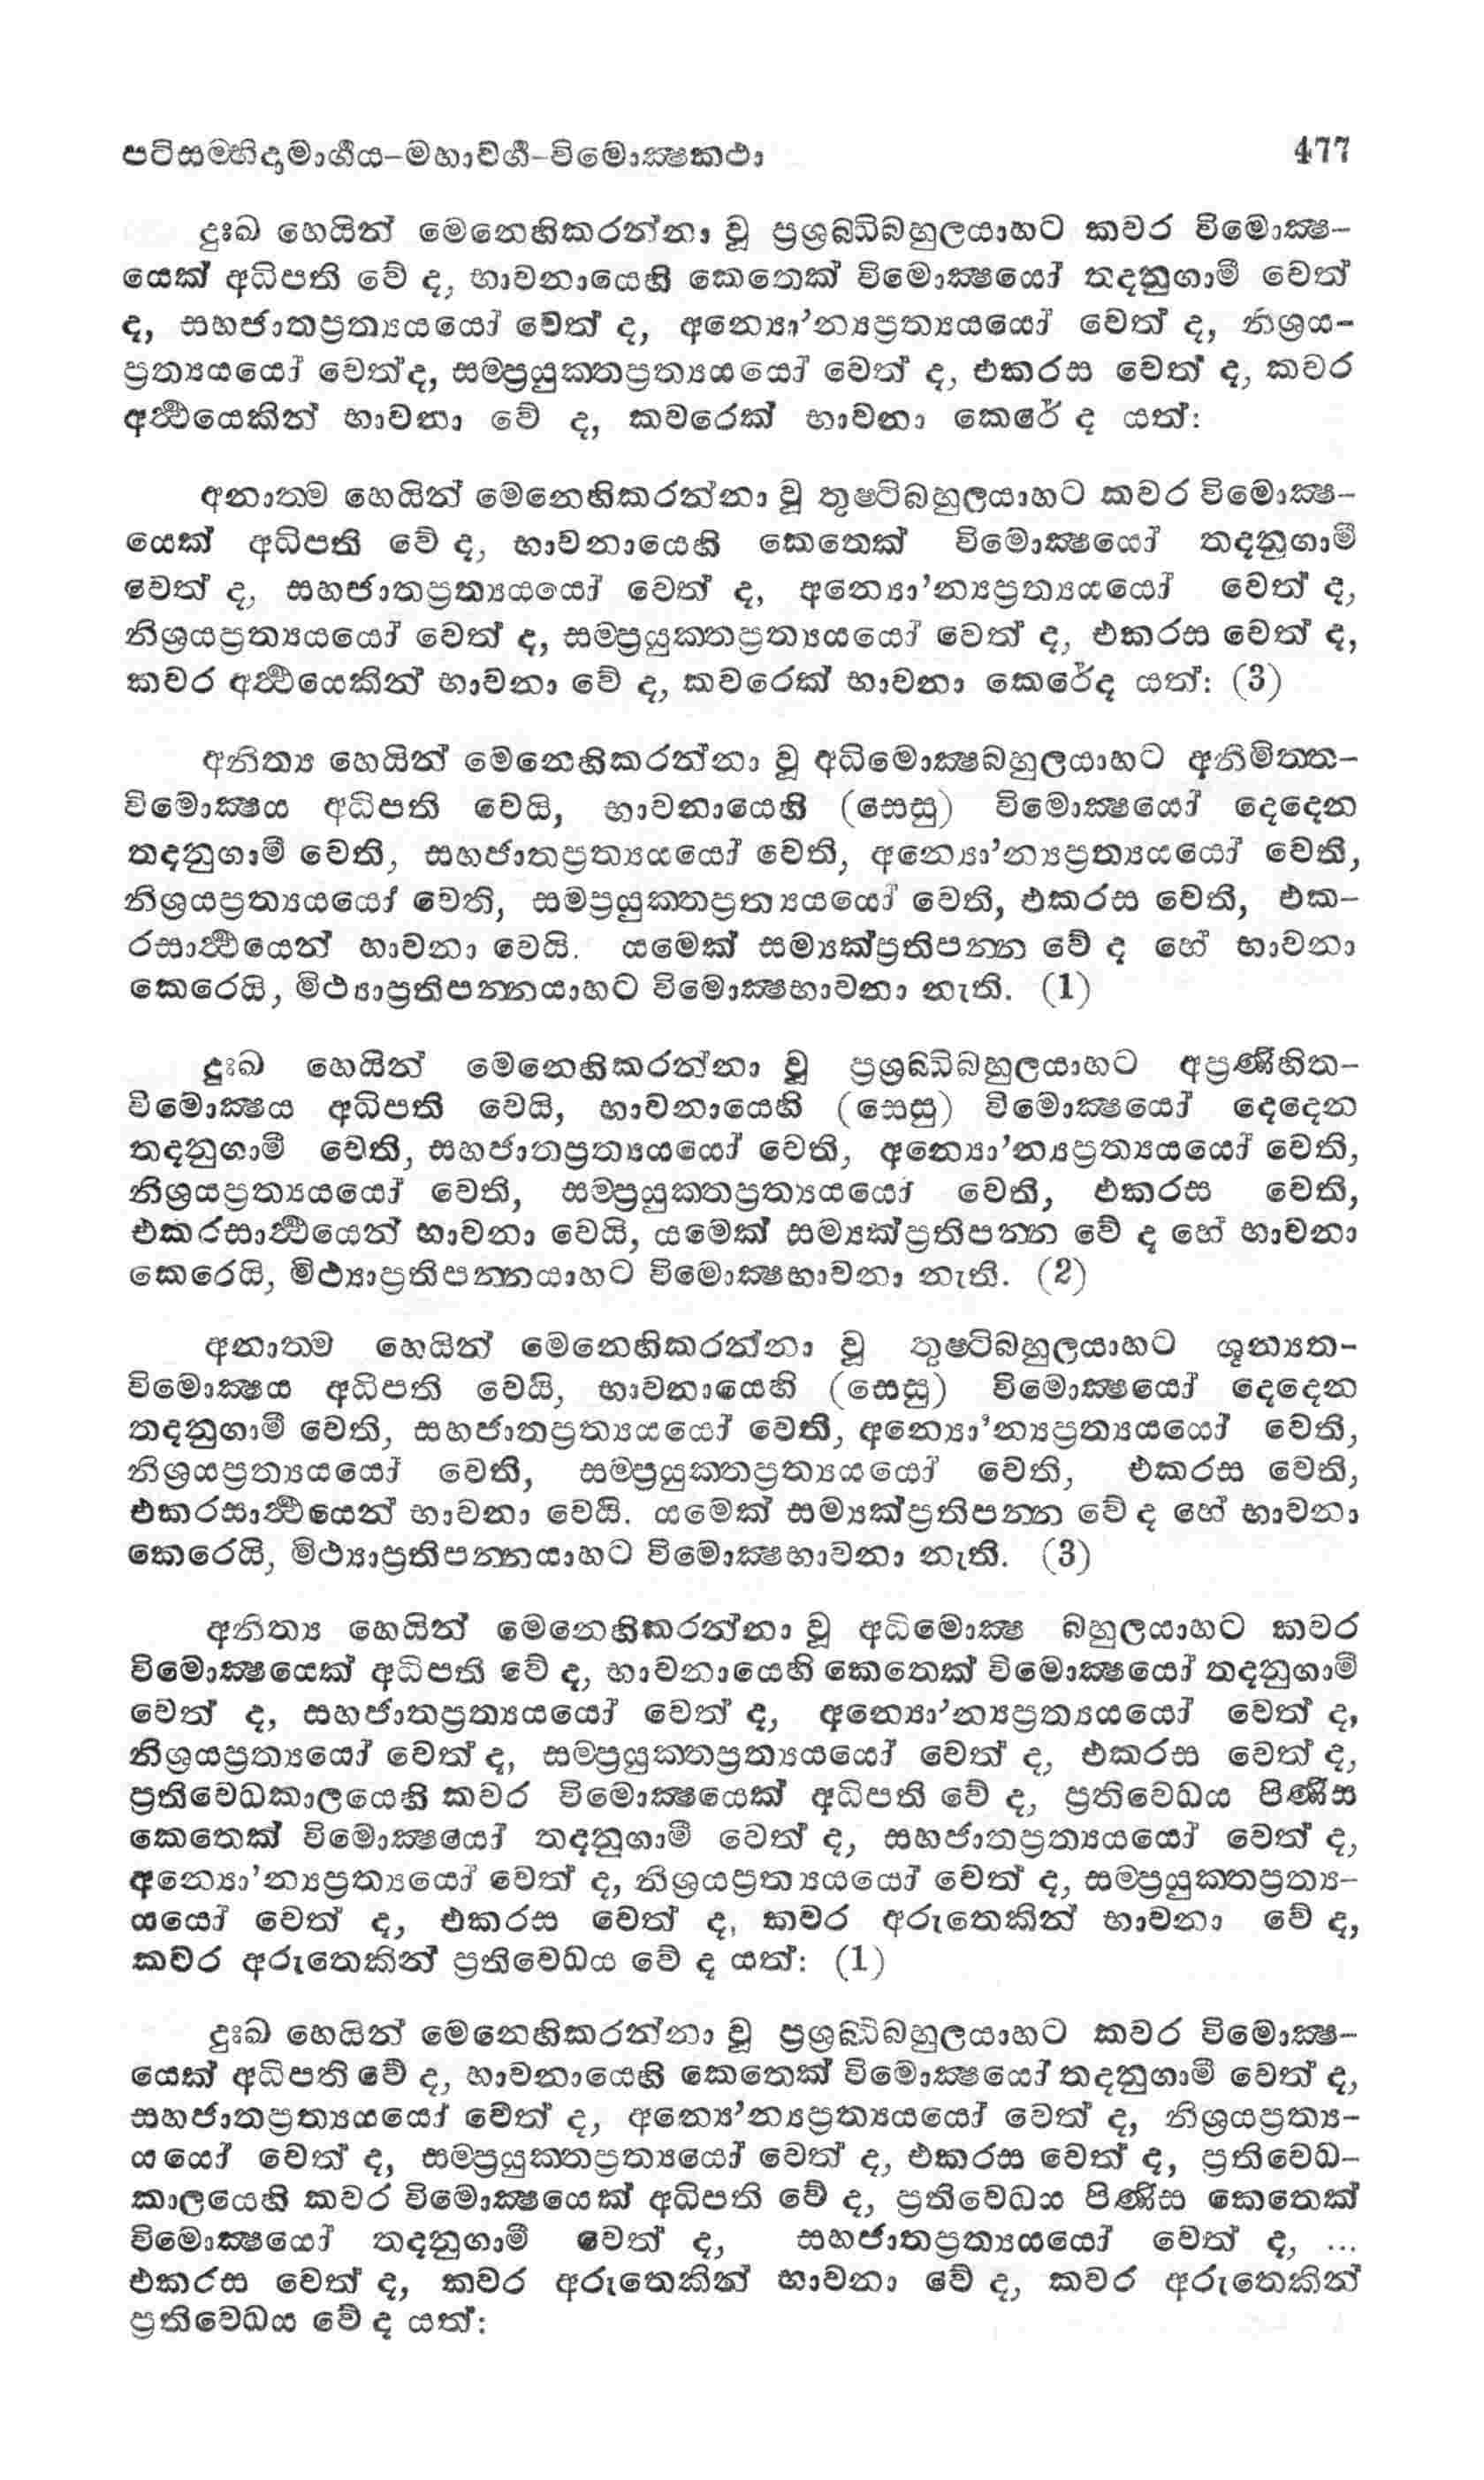 පටිසම්භිදාමාර්‍ගය-මහාවර්‍ග-විමොක්‍ෂකථා 477
දුඃඛ හෙයින් මෙනෙහිකරන්නා වූ ප්‍රශ්‍රබ්ධිබහුලයාහට කවර විමොක්‍ෂ-
යෙක් අධිපති වේ ද, භාවනායෙහි කෙතෙක් විමොක්‍ෂයෝ තදනුගාමී වෙත්
ද, සහජාතප්‍රත්‍යයයෝ වෙත් ද, අන්‍යො’න්‍යප්‍රත්‍යයයෝ වෙත් ද, නිශ්‍රය-
ප්‍රත්‍යයයෝ වෙත්ද, සම්ප්‍රයුක්තප්‍රත්‍යයයෝ වෙත් ද, එකරස වෙත් ද, කවර
අර්‍ත්‍ථයෙකින් භාවනා වේ ද, කවරෙක් භාවනා කෙරේ ද යත්:
අනාත්ම හෙයින් මෙනෙහිකරන්නා වූ තුෂ්ටිබහුලයාහට කවර විමොක්‍ෂ-
යෙක් අධිපති වේ ද, භාවනායෙහි කෙතෙක් විමොක්‍ෂයෝ තදනුගාමී
වෙත් ද, සහජාතප්‍රත්‍යයයෝ වෙත් ද, අන්‍යො’න්‍යප්‍රත්‍යයයෝ වෙත් ද,
නිශ්‍රයප්‍රත්‍යයයෝ වෙත් ද, සම්ප්‍රයුක්තප්‍රත්‍යයයෝ වෙත් ද, එකරස වෙත් ද,
කවර අර්‍ත්‍ථයෙකින් භාවනා වේ ද, කවරෙක් භාවනා කෙරේද යත්: (3)
අනිත්‍ය හෙයින් මෙනෙහිකරන්නා වූ අධිමොක්‍ෂබහුලයාහට අනිමිත්ත-
විමොක්‍ෂය අධිපති වෙයි, භාවනායෙහි (සෙසු) විමොක්‍ෂයෝ දෙදෙන
තදනුගාමී වෙති, සහජාතප්‍රත්‍යයයෝ වෙති, අන්‍යො’න්‍යප්‍රත්‍යයයෝ වෙති,
නිශ්‍රයප්‍රත්‍යයයෝ වෙති, සම්ප්‍රයුක්තප්‍රත්‍යයයෝ වෙති, එකරස වෙති, එක-
රසාර්‍ත්‍ථයෙන් භාවනා වෙයි. යමෙක් සම්‍යක්ප්‍රතිපන්න වේ ද හේ භාවනා
කෙරෙයි, මිථ්‍යාප්‍රතිපන්නයාහට විමොක්‍ෂභාවනා නැති. (1)
දුඃඛ හෙයින් මෙනෙහිකරන්නා වූ ප්‍රශ්‍රබ්ධිබහුලයාහට අප්‍රණිහිත-
විමොක්‍ෂය අධිපති වෙයි, භාවනායෙහි (සෙසු) විමොක්‍ෂයෝ දෙදෙන
තදනුගාමී වෙති, සහජාතප්‍රත්‍යයයෝ වෙති, අන්‍යො’න්‍යප්‍රත්‍යයයෝ වෙති,
නිශ්‍රයප්‍රත්‍යයයෝ වෙති, සම්ප්‍රයුක්තප්‍රත්‍යයයෝ වෙති, එකරස වෙති,
එකරසාර්‍ත්‍ථයෙන් භාවනා වෙයි, යමෙක් සම්‍යක්ප්‍රතිපන්න වේ ද හේ භාවනා
කෙරෙයි, මිථ්‍යාප්‍රතිපන්නයාහට විමොක්‍ෂභාවනා නැති. (2)
අනාත්ම හෙයින් මෙනෙහිකරන්නා වූ තුෂ්ටිබහුලයාහට ශූන්‍යත-
විමොක්‍ෂය අධිපති වෙයි, භාවනායෙහි (සෙසු) විමොක්‍ෂයෝ දෙදෙන
තදනුගාමී වෙති, සහජාතප්‍රත්‍යයයෝ වෙති, අන්‍යො’න්‍යප්‍රත්‍යයයෝ වෙති,
නිශ්‍රයප්‍රත්‍යයයෝ වෙති, සම්ප්‍රයුක්තප්‍රත්‍යයයෝ වෙති, එකරස වෙති,
එකරසාර්‍ත්‍ථයෙන් භාවනා වෙයි. යමෙක් සම්‍යක්ප්‍රතිපන්න වේ ද හේ භාවනා
කෙරෙයි, මිථ්‍යාප්‍රතිපන්නයාහට විමොක්‍ෂභාවනා නැති. (3)
අනිත්‍ය හෙයින් මෙනෙහිකරන්නා වූ අධිමොක්‍ෂ බහුලයාහට කවර
විමොක්‍ෂයෙක් අධිපති වේ ද, භාවනායෙහි කෙතෙක් විමොක්‍ෂයෝ තදනුගාමී
වෙත් ද, සහජාතප්‍රත්‍යයයෝ වෙත් ද, අන්‍යො’න්‍යප්‍රත්‍යයයෝ වෙත් ද,
නිශ්‍රයප්‍රත්‍යයෝ වෙත් ද, සම්ප්‍රයුක්තප්‍රත්‍යයයෝ වෙත් ද, එකරස වෙත් ද,
ප්‍රතිවෙධකාලයෙහි කවර විමොක්‍ෂයෙක් අධිපති වේ ද, ප්‍රතිවෙධය පිණිස
කෙතෙක් විමොක්‍ෂයෝ තදනුගාමී වෙත් ද, සහජාතප්‍රත්‍යයයෝ වෙත් ද,
අන්‍යො’න්‍යප්‍රත්‍යයෝ වෙත් ද, නිශ්‍රයප්‍රත්‍යයයෝ වෙත් ද, සම්ප්‍රයුක්තප්‍රත්‍ය-
යයෝ වෙත් ද, එකරස වෙත් ද, කවර අරුතෙකින් භාවනා වේ ද,
කවර අරුතෙකින් ප්‍රතිවෙධය වේ ද යත්: (1)
දුඃඛ හෙයින් මෙනෙහිකරන්නා වූ ප්‍රශ්‍රබ්ධිබහුලයාහට කවර විමොක්‍ෂ-
යෙක් අධිපති වේ ද, භාවනායෙහි කෙතෙක් විමොක්‍ෂයෝ තදනුගාමී වෙත් ද,
සහජාතප්‍රත්‍යයයෝ වෙත් ද, අන්‍යෙ’න්‍යප්‍රත්‍යයයෝ වෙත් ද, නිශ්‍රයප්‍රත්‍ය-
යයෝ වෙත් ද, සම්ප්‍රයුක්තප්‍රත්‍යයෝ වෙත් ද, එකරස වෙත් ද, ප්‍රතිවෙධ-
කාලයෙහි කවර විමොක්‍ෂයෙක් අධිපති වේ ද, ප්‍රතිවෙධය පිණිස කෙතෙක්
විමොක්‍ෂයෝ තදනුගාමී වෙත් ද, සහජාතප්‍රත්‍යයයෝ වෙත් ද, ...
එකරස වෙත් ද, කවර අරුතෙකින් භාවනා වේ ද, කවර අරුතෙකින්
ප්‍රතිවෙධය වේ ද යත්: